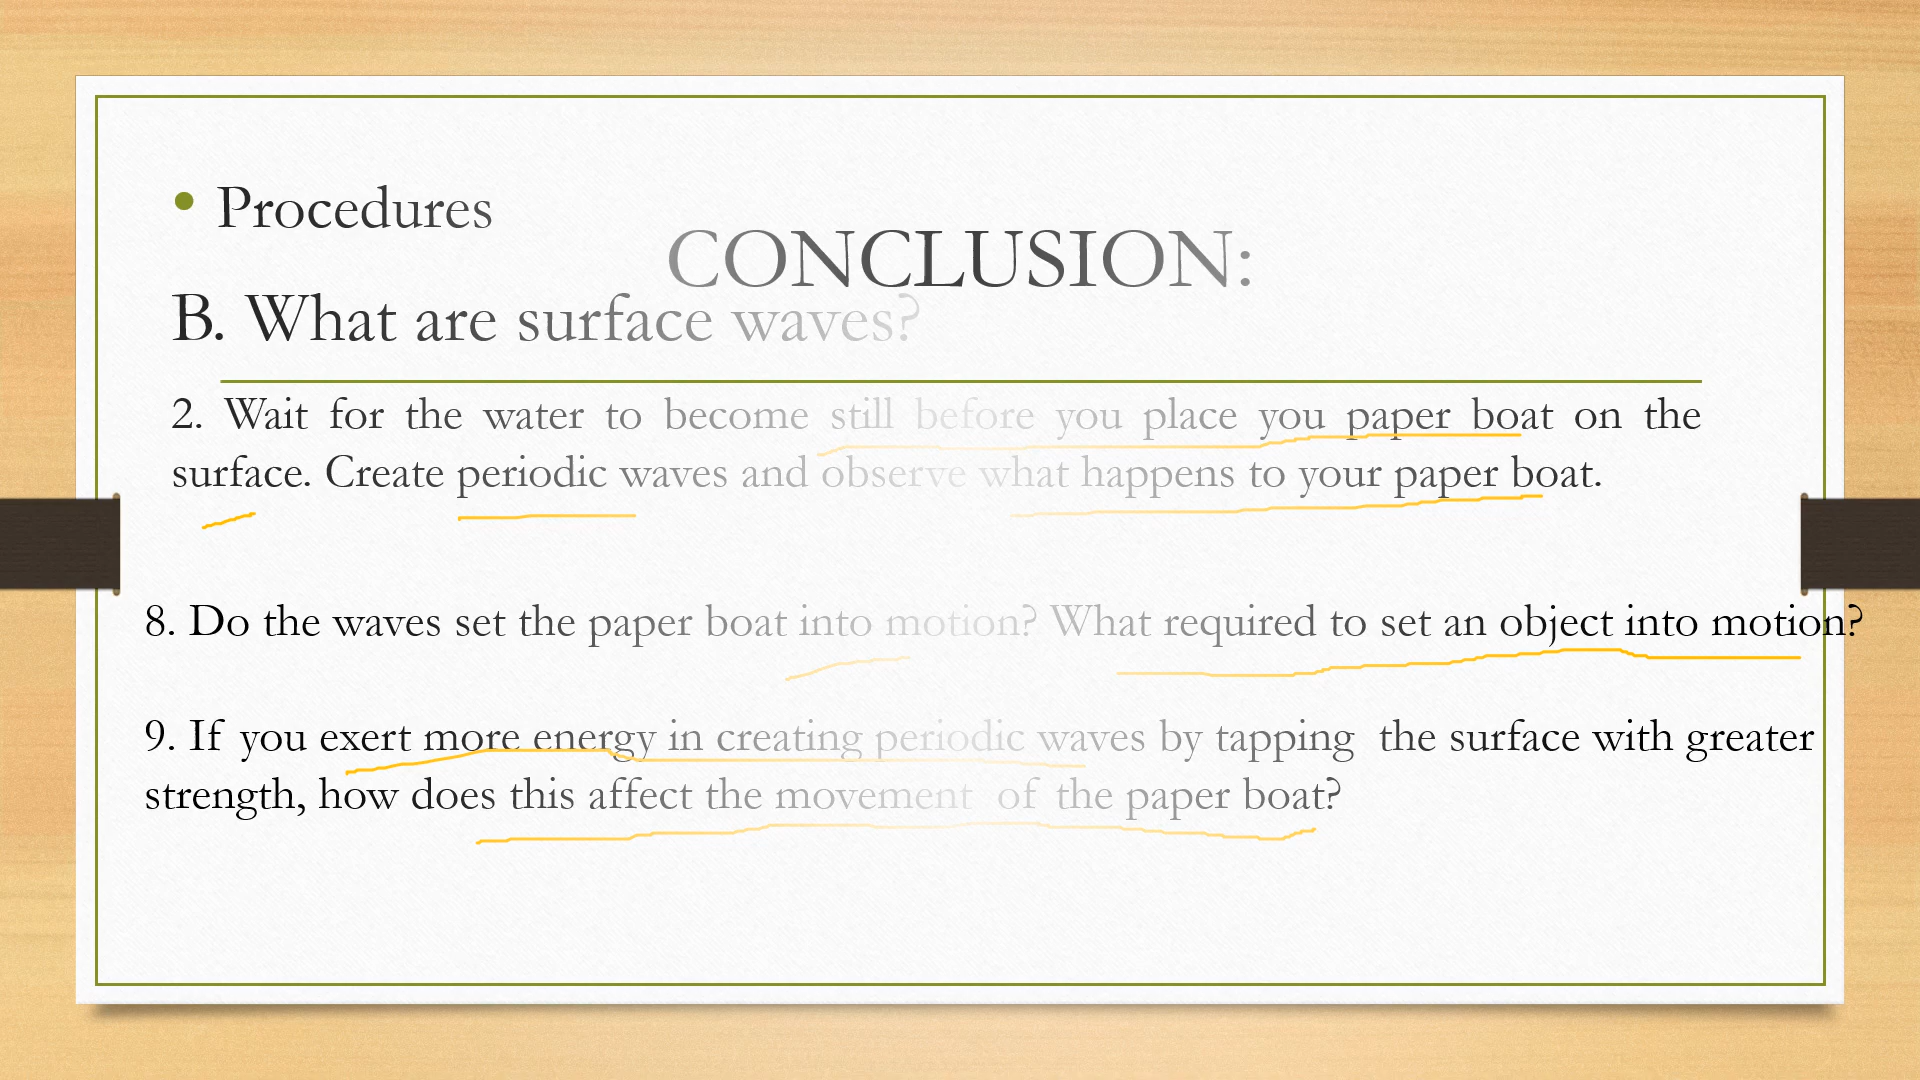 • Procedures
CONCLUSION:
B. What are surface waves?
2. Wait for the water to become still before you place you paper boat on the
surface. Create periodic waves and observe what happens to your paper boat.
8. Do the waves set the paper boat into motion? What required to set an object into motion?
9. If you exert more energy in creating periodic waves by tapping the surface with greater
strength, how does this affect the movement of the paper boat?